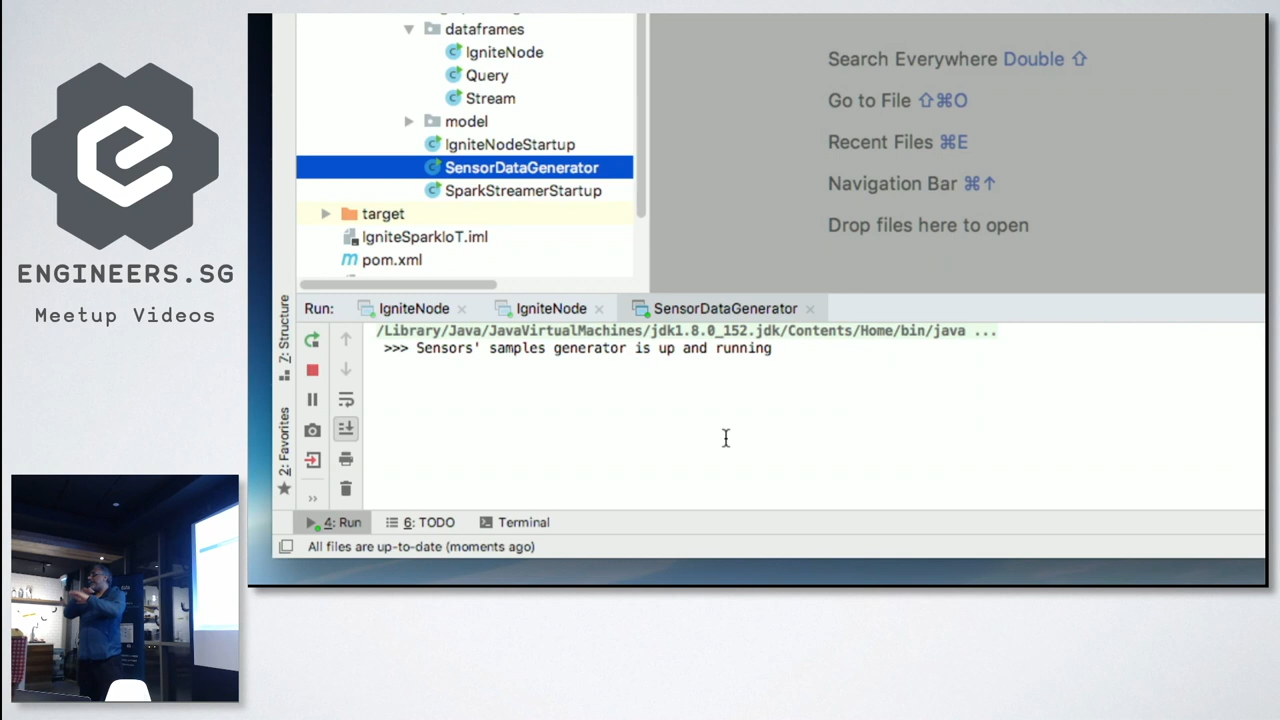 ENGINEERS.SG
Meetup Videos
dataframes
IgniteNode
Query
Stream
model
IgniteNodeStartup
SensorDataGenerator
SparkStreamerStartup
target
IgniteSparkIoT.iml
pom.xml
Search Everywhere Double ⇧
Go to File ⇧⌘O
Recent Files ⌘E
Navigation Bar ⌘↑
Drop files here to open
7: Structure
2: Favorites
Run: IgniteNode IgniteNode SensorDataGenerator
/Library/Java/JavaVirtualMachines/jdk1.8.0_152.jdk/Contents/Home/bin/java ...
>>> Sensors' samples generator is up and running
4: Run 6: TODO Terminal
All files are up-to-date (moments ago)